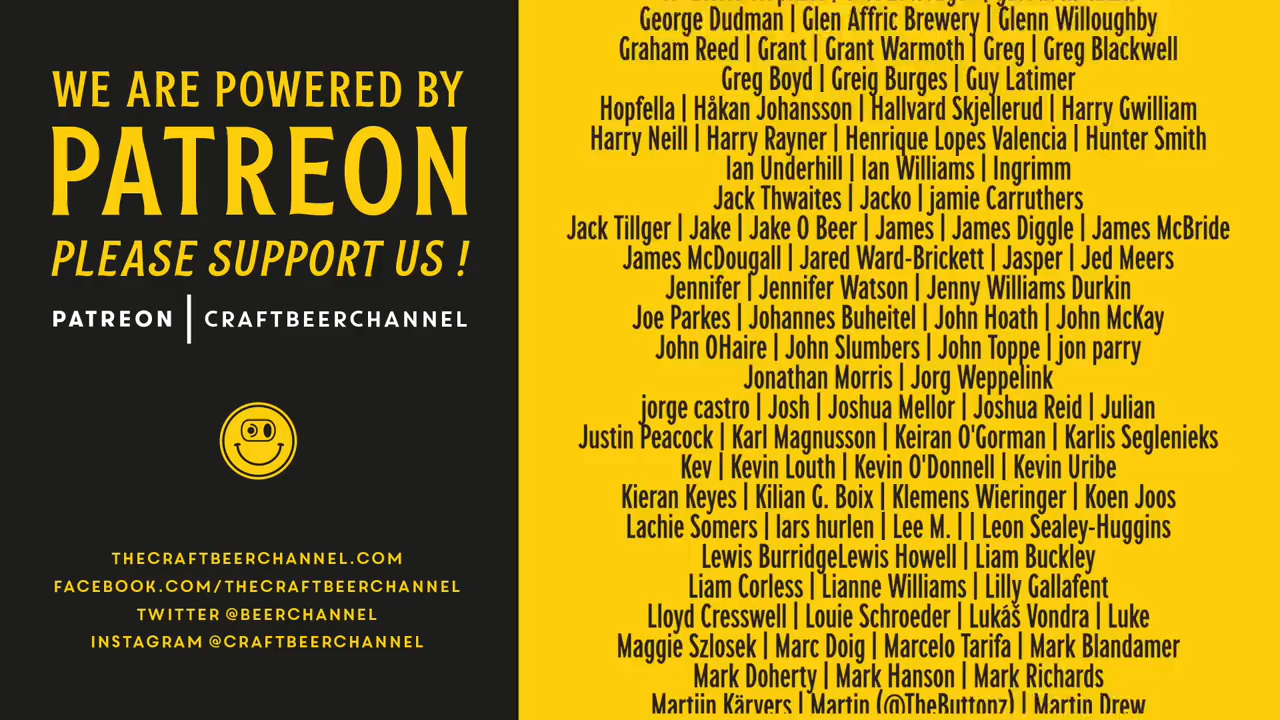 WE ARE POWERED BY
PATREON
PLEASE SUPPORT US !
PATREON | CRAFTBEERCHANNEL
THECRAFTBEERCHANNEL.COM
FACEBOOK.COM/THECRAFTBEERCHANNEL
TWITTER @BEERCHANNEL
INSTAGRAM @CRAFTBEERCHANNEL
George Dudman | Glen Affric Brewery | Glenn Willoughby
Graham Reed | Grant | Grant Warmoth | Greg | Greg Blackwell
Greg Boyd | Greig Burges | Guy Latimer
Hopfella | Håkan Johansson | Hallvard Skjellerud | Harry Gwilliam
Harry Neill | Harry Rayner | Henrique Lopes Valencia | Hunter Smith
Ian Underhill | Ian Williams | Ingrimm
Jack Thwaites | Jacko | jamie Carruthers
Jack Tillger | Jake | Jake O Beer | James | James Diggle | James McBride
James McDougall | Jared Ward-Brickett | Jasper | Jed Meers
Jennifer | Jennifer Watson | Jenny Williams Durkin
Joe Parkes | Johannes Buheitel | John Hoath | John McKay
John OHaire | John Slumbers | John Toppe | jon parry
Jonathan Morris | Jorg Weppelink
jorge castro | Josh | Joshua Mellor | Joshua Reid | Julian
Justin Peacock | Karl Magnusson | Keiran O'Gorman | Karlis Seglenieks
Kev | Kevin Louth | Kevin O'Donnell | Kevin Uribe
Kieran Keyes | Kilian G. Boix | Klemens Wieringer | Koen Joos
Lachie Somers | lars hurlen | Lee M. | | Leon Sealey-Huggins
Lewis BurridgeLewis Howell | Liam Buckley
Liam Corless | Lianne Williams | Lilly Gallafent
Lloyd Cresswell | Louie Schroeder | Lukáš Vondra | Luke
Maggie Szlosek | Marc Doig | Marcelo Tarifa | Mark Blandamer
Mark Doherty | Mark Hanson | Mark Richards
Martijn Kärvers | Martin (@TheButtonz) | Martin Drew